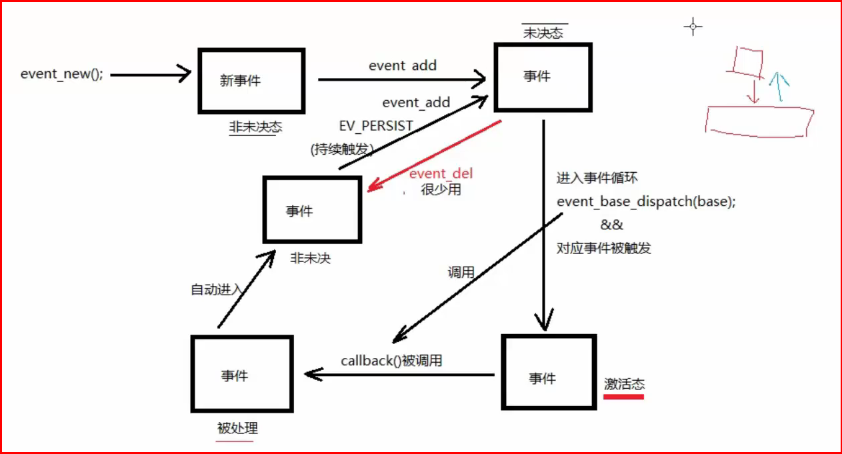 未决态
event_new();
新事件
event add
事件
非未决态
event_add
EV_PERSIST
(持续触发)
event_del
很少用
事件
非未决
进入事件循环
event_base_dispatch(base);
&&
对应事件被触发
调用
自动进入
事件
callback()被调用
事件
激活态
被处理